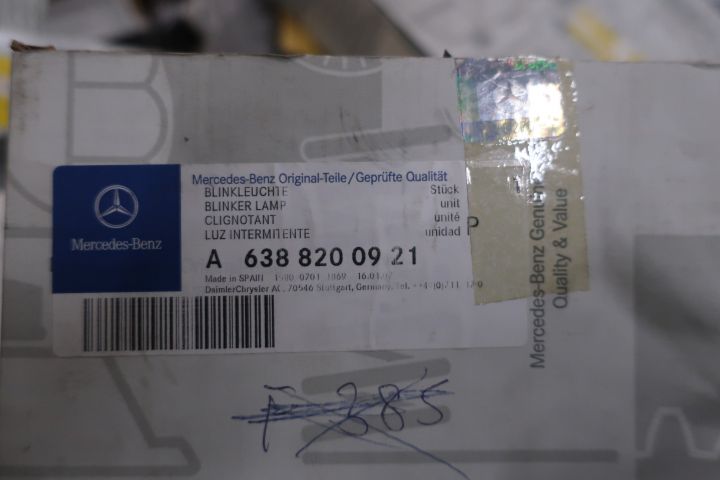 Mercedes-Benz Original-Teile/Geprüfte Qualität
BLINKLEUCHTE Stück
BLINKER LAMP unit
CLIGNOTANT unité
LUZ INTERMITENTE unidad
P
A 638 820 09 21
Made in SPAIN
DaimlerChrysler AG, 70546 Stuttgart, Germany, Tel.
Mercedes-Benz
Mercedes-Benz Genuine
Quality & Value
385